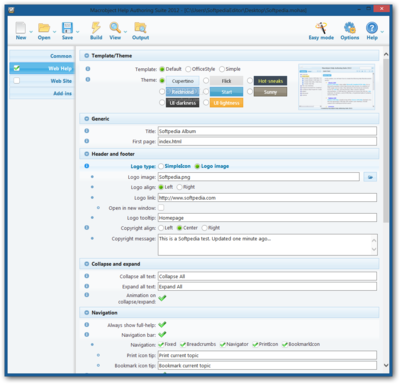 Macrobject Help Authoring Suite 2012 - C:\Users\SoftpediaEditor\Desktop\Softpedia.mohas*
New Open Save Build View Output Easy mode Options Help
Common
Template/Theme
Template: Default OfficeStyle Simple
Web Help
Theme: Cupertino Flick Hot-sneaks
Web Site
Redmond Start Sunny
Add ins
UI darkness UI lightness
Generic
Title: Softpedia Album
First page: index.html
Header and footer
Logo type: SimpleIcon Logo image
Logo image: Softpedia.png
Logo align: Left Right
Logo link: http://www.softpedia.com
Open in new window:
Logo tooltip: Homepage
Copyright align: Left Center Right
Copyright message: This is a Softpedia test. Updated one minute ago...
Collapse and expand
Collapse all text: Collapse All
Expand all text: Expand All
Animation on
collapse/expand:
Navigation
Always show full-help:
Navigation bar:
Navigation: Fixed Breadcrumbs Navigator PrintIcon BookmarkIcon
Print icon tip: Print current topic
Bookmark icon tip: Bookmark current topic